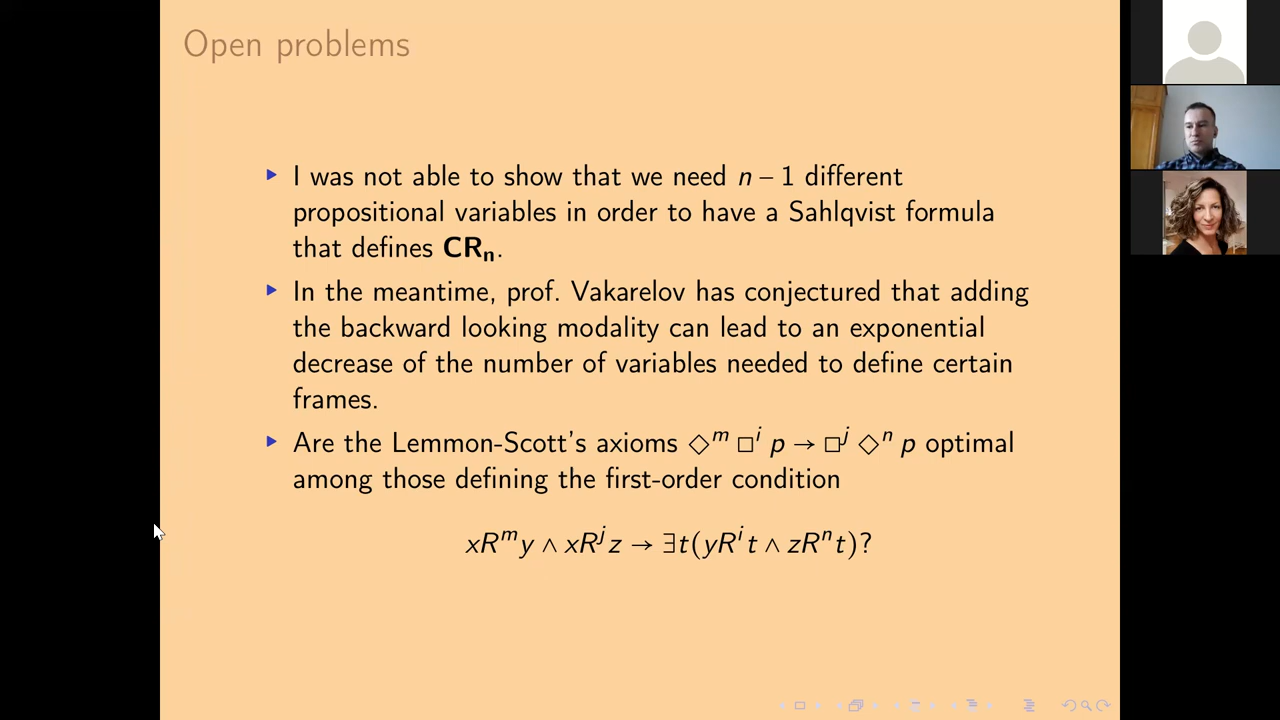 Open problems
▶ I was not able to show that we need n – 1 different
propositional variables in order to have a Sahlqvist formula
that defines CRₙ.
▶ In the meantime, prof. Vakarelov has conjectured that adding
the backward looking modality can lead to an exponential
decrease of the number of variables needed to define certain
frames.
▶ Are the Lemmon-Scott's axioms ◇ᵐ □ⁱ p → □ʲ ◇ⁿ p optimal
among those defining the first-order condition
xRᵐy ∧ xRʲz → ∃t(yRⁱt ∧ zRⁿt)?